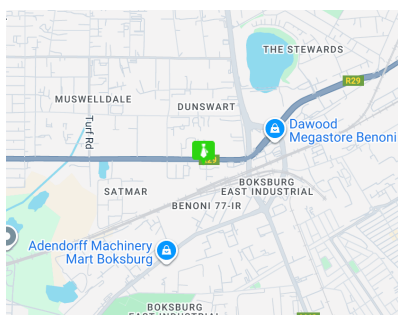 THE STEWARDS
R29
MUSWELLDALE
DUNSWART
Turf Rd
Dawood
Megastore Benoni
SATMAR
BOKSBURG
EAST INDUSTRIAL
BENONI 77-IR
Adendorff Machinery
Mart Boksburg
BOKSBURG
EAST INDUSTRIAL